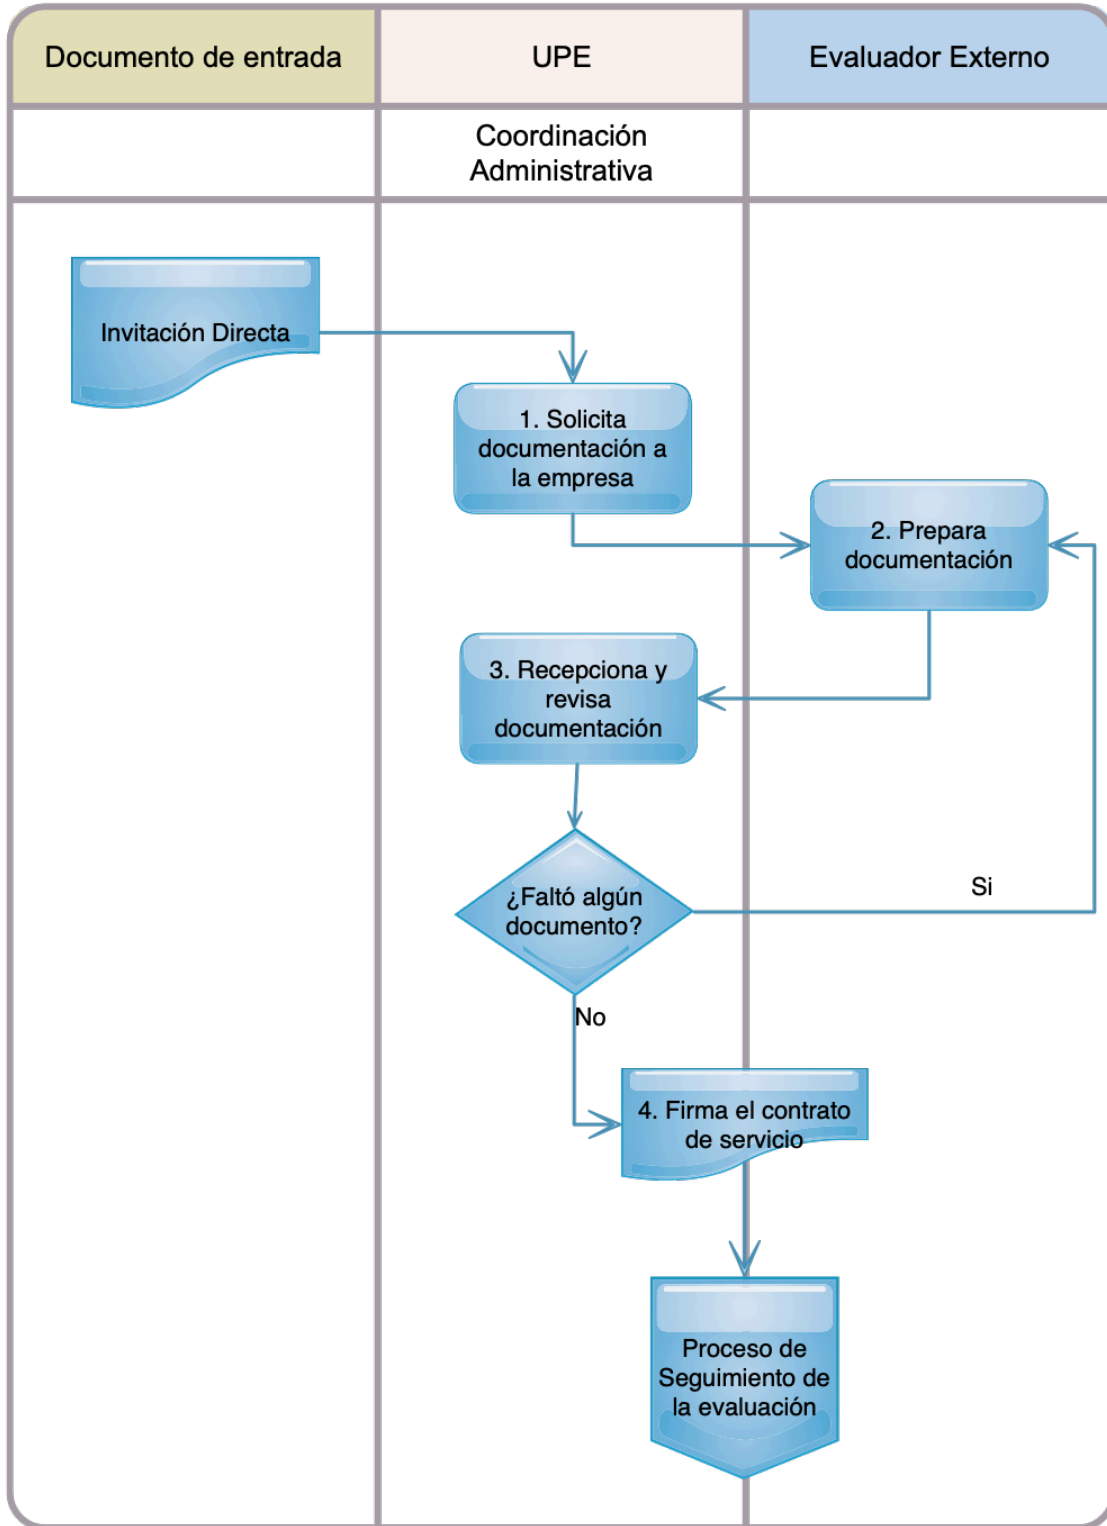 Documento de entrada
UPE
Evaluador Externo
Coordinación
Administrativa
Invitación Directa
1. Solicita
documentación a
la empresa
2. Prepara
documentación
3. Recepciona y
revisa
documentación
¿Faltó algún
documento?
Si
No
4. Firma el contrato
de servicio
Proceso de
Seguimiento de
la evaluación